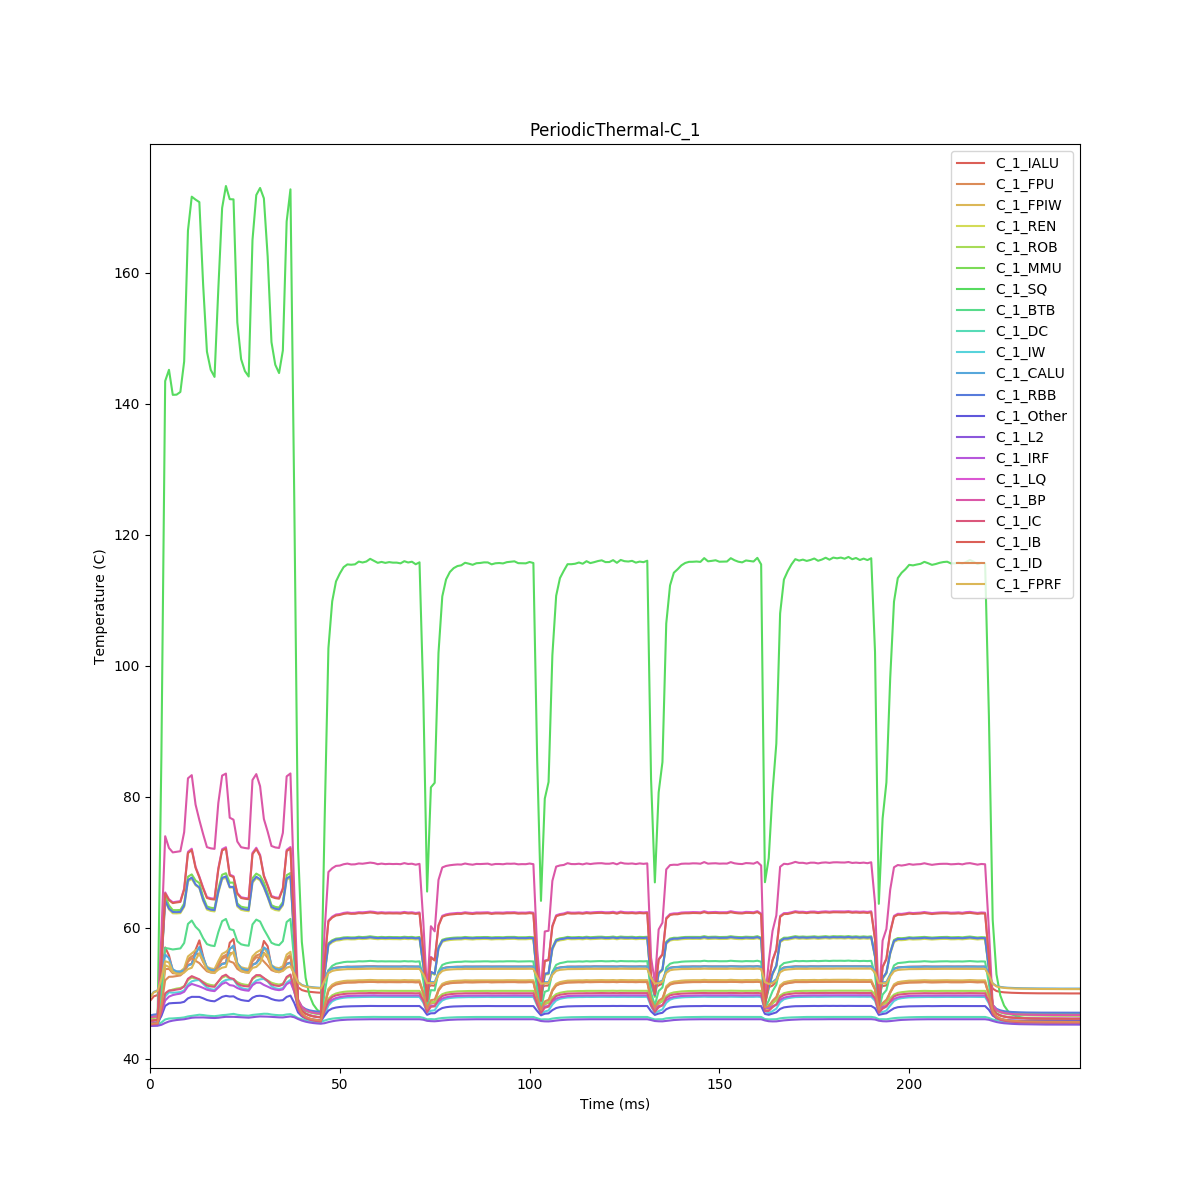 PeriodicThermal-C_1
C_1_IALU
C_1_FPU
C_1_FPIW
C_1_REN
C_1_ROB
C_1_MMU
C_1_SQ
C_1_BTB
C_1_DC
C_1_IW
C_1_CALU
C_1_RBB
C_1_Other
C_1_L2
C_1_IRF
C_1_LQ
C_1_BP
C_1_IC
C_1_IB
C_1_ID
C_1_FPRF
Temperature (C)
160
140
120
100
80
60
40
0 50 100 150 200
Time (ms)